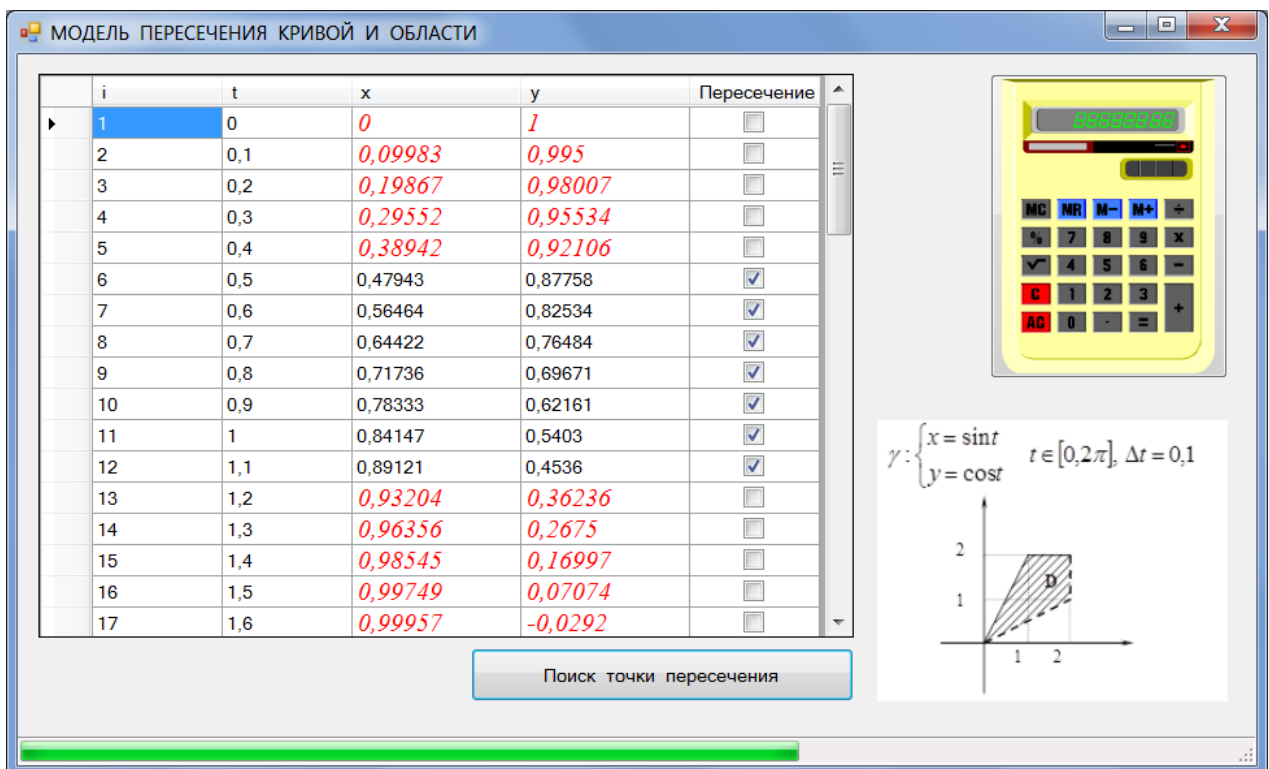 МОДЕЛЬ ПЕРЕСЕЧЕНИЯ КРИВОЙ И ОБЛАСТИ
i t x y Пересечение
1 0 0 1
2 0,1 0,09983 0,995
3 0,2 0,19867 0,98007
4 0,3 0,29552 0,95534
5 0,4 0,38942 0,92106
6 0,5 0,47943 0,87758
7 0,6 0,56464 0,82534
8 0,7 0,64422 0,76484
9 0,8 0,71736 0,69671
10 0,9 0,78333 0,62161
11 1 0,84147 0,5403
12 1,1 0,89121 0,4536
13 1,2 0,93204 0,36236
14 1,3 0,96356 0,2675
15 1,4 0,98545 0,16997
16 1,5 0,99749 0,07074
17 1,6 0,99957 -0,0292
Поиск точки пересечения
88888888
MC MR M− M+ ÷
% 7 8 9 x
√ 4 5 6 −
C 1 2 3 +
AC 0 · =
γ : { x = sint
y = cost
t ∈ [0,2π], Δt = 0,1
2
D
1
1 2